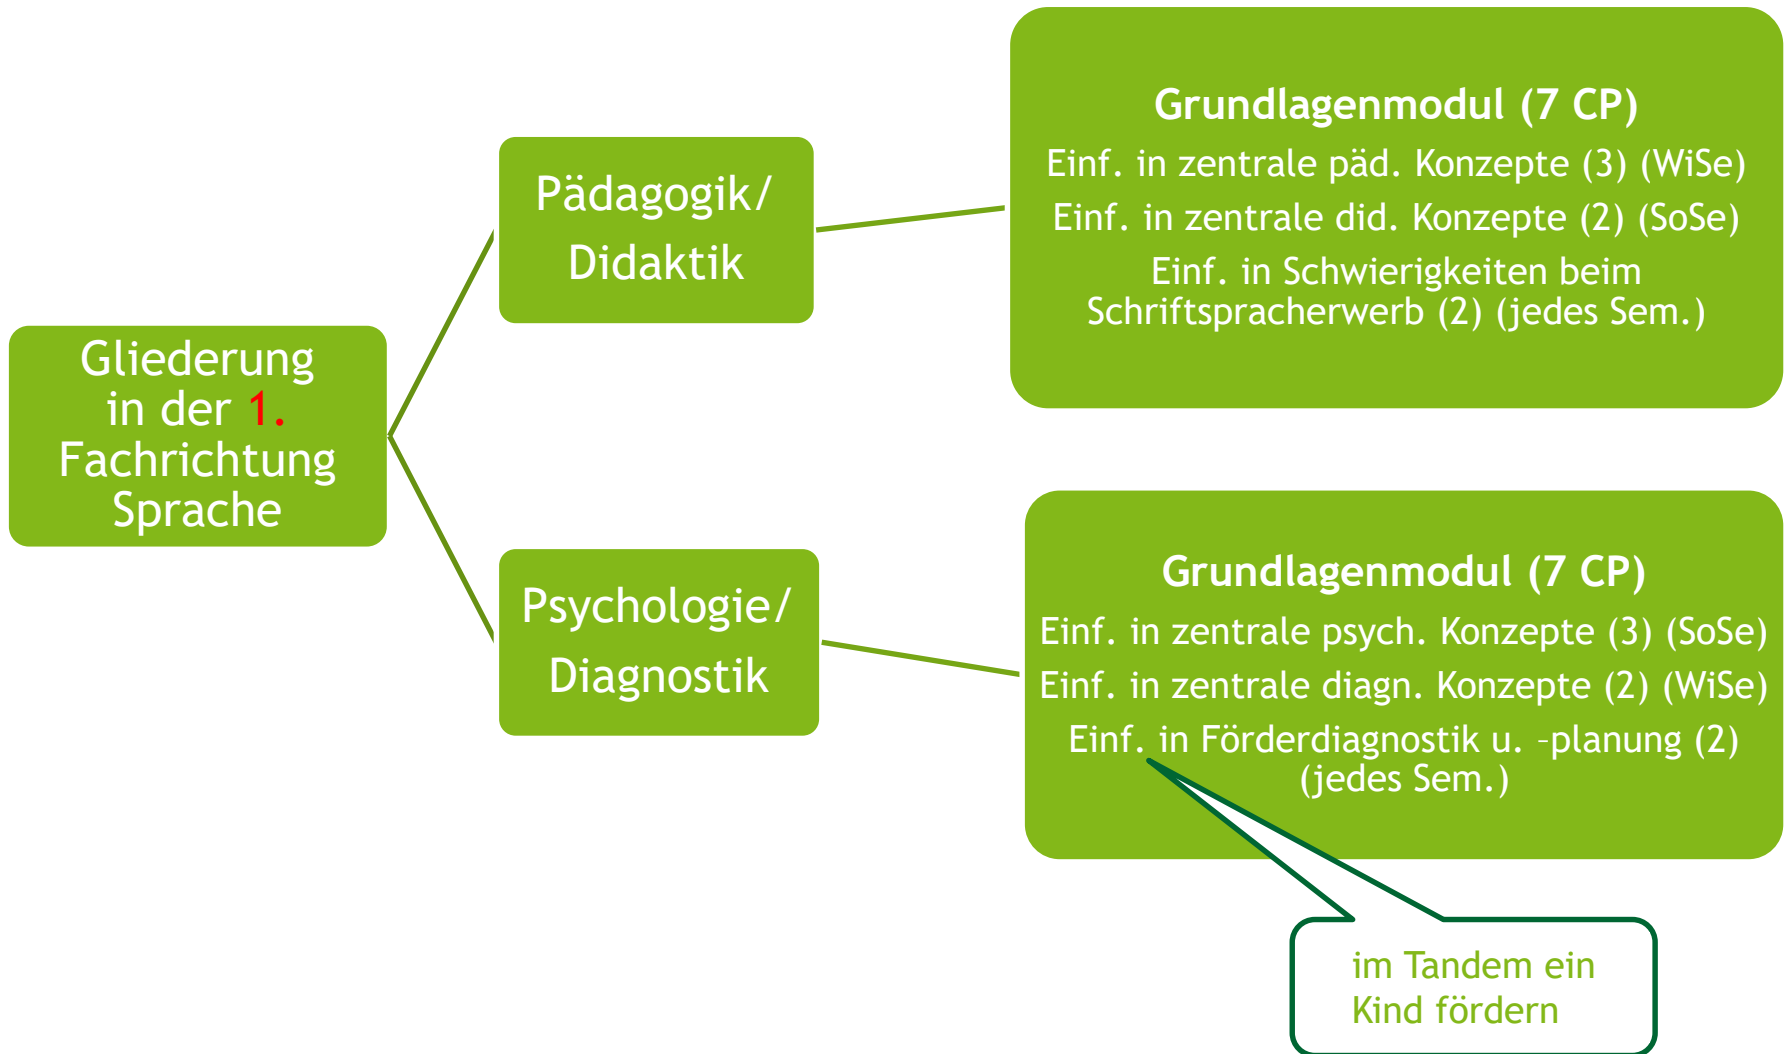 Gliederung
in der 1.
Fachrichtung
Sprache
Pädagogik/
Didaktik
Grundlagenmodul (7 CP)
Einf. in zentrale päd. Konzepte (3) (WiSe)
Einf. in zentrale did. Konzepte (2) (SoSe)
Einf. in Schwierigkeiten beim
Schriftspracherwerb (2) (jedes Sem.)
Psychologie/
Diagnostik
Grundlagenmodul (7 CP)
Einf. in zentrale psych. Konzepte (3) (SoSe)
Einf. in zentrale diagn. Konzepte (2) (WiSe)
Einf. in Förderdiagnostik u. –planung (2)
(jedes Sem.)
im Tandem ein
Kind fördern